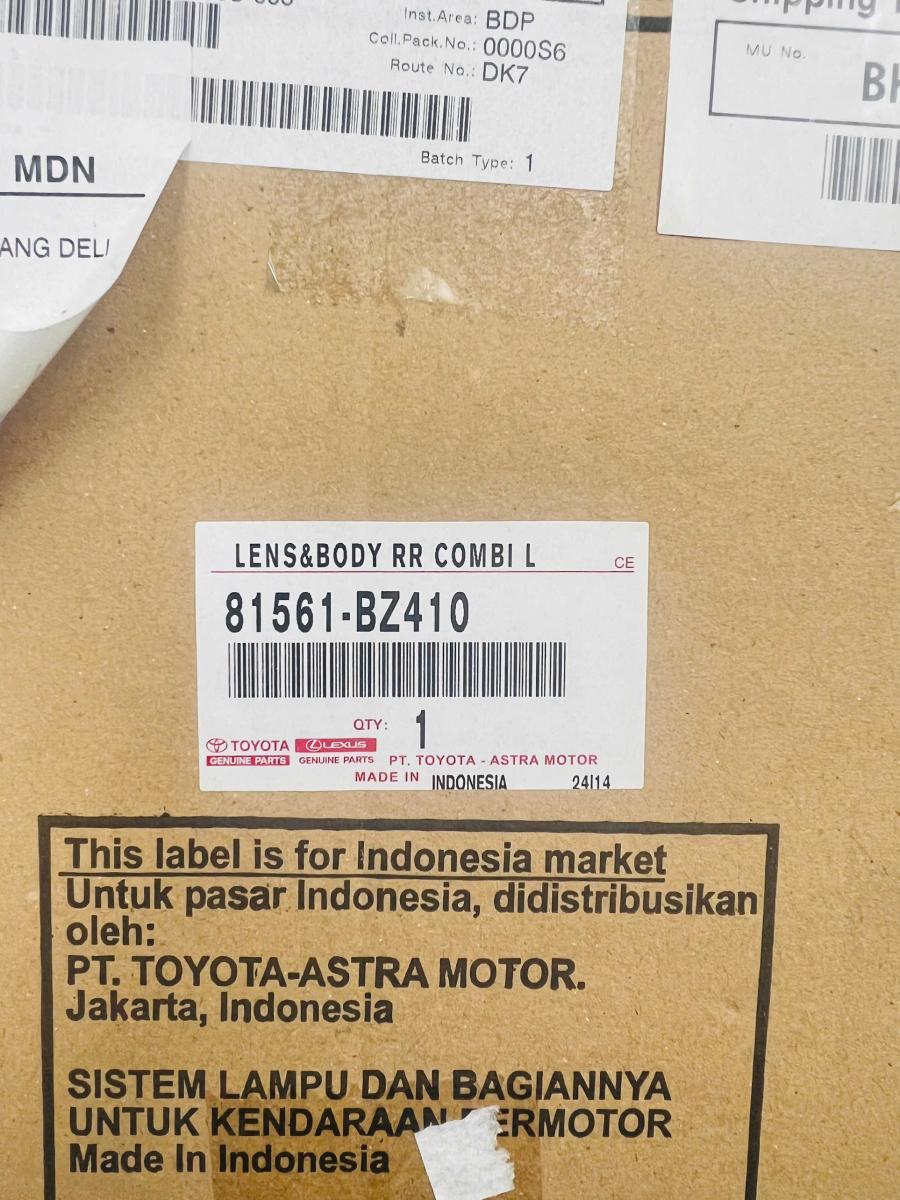 Inst.Area: BDP
Coll.Pack.No.: 0000S6
Route No.: DK7
Batch Type: 1
Shipping
MU No.
MDN
LENS&BODY RR COMBI L
CE
81561-BZ410
QTY: 1
TOYOTA LEXUS
GENUINE PARTS GENUINE PARTS PT. TOYOTA - ASTRA MOTOR
MADE IN INDONESIA 24I14
This label is for Indonesia market
Untuk pasar Indonesia, didistribusikan
oleh:
PT. TOYOTA-ASTRA MOTOR.
Jakarta, Indonesia
SISTEM LAMPU DAN BAGIANNYA
UNTUK KENDARAAN BERMOTOR
Made In Indonesia